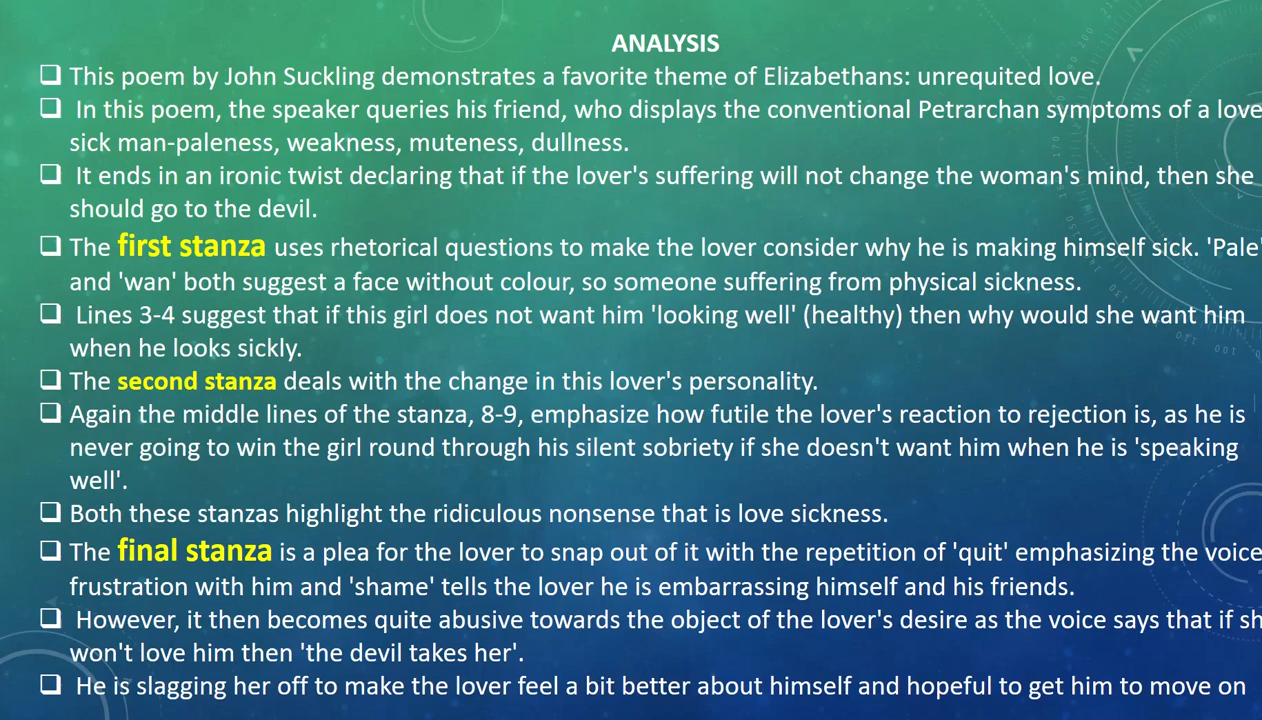 ANALYSIS
❑ This poem by John Suckling demonstrates a favorite theme of Elizabethans: unrequited love.
❑ In this poem, the speaker queries his friend, who displays the conventional Petrarchan symptoms of a love
sick man-paleness, weakness, muteness, dullness.
❑ It ends in an ironic twist declaring that if the lover's suffering will not change the woman's mind, then she
should go to the devil.
❑ The first stanza uses rhetorical questions to make the lover consider why he is making himself sick. 'Pale'
and 'wan' both suggest a face without colour, so someone suffering from physical sickness.
❑ Lines 3-4 suggest that if this girl does not want him 'looking well' (healthy) then why would she want him
when he looks sickly.
❑ The second stanza deals with the change in this lover's personality.
❑ Again the middle lines of the stanza, 8-9, emphasize how futile the lover's reaction to rejection is, as he is
never going to win the girl round through his silent sobriety if she doesn't want him when he is 'speaking
well'.
❑ Both these stanzas highlight the ridiculous nonsense that is love sickness.
❑ The final stanza is a plea for the lover to snap out of it with the repetition of 'quit' emphasizing the voice
frustration with him and 'shame' tells the lover he is embarrassing himself and his friends.
❑ However, it then becomes quite abusive towards the object of the lover's desire as the voice says that if sh
won't love him then 'the devil takes her'.
❑ He is slagging her off to make the lover feel a bit better about himself and hopeful to get him to move on